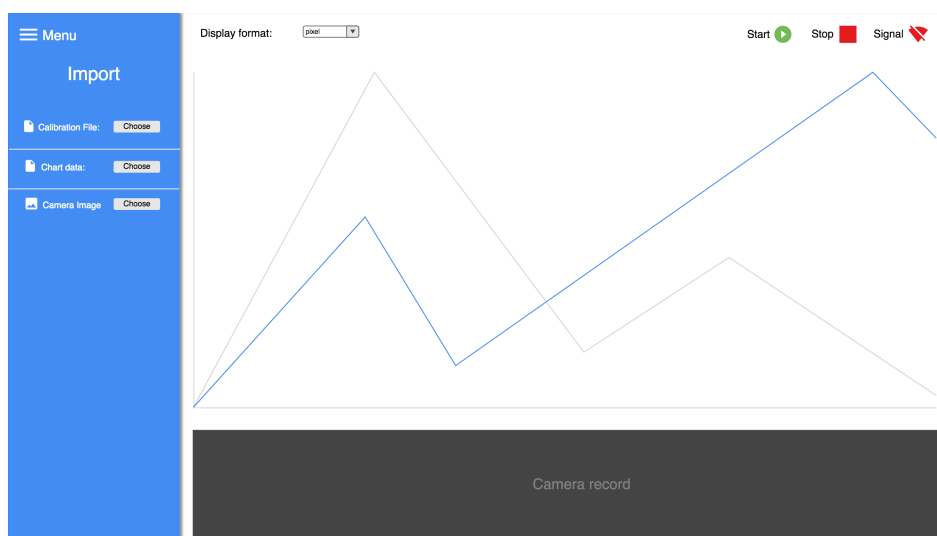 Menu
Display format: pixel
Start Stop Signal
Import
Calibration File: Choose
Chart data: Choose
Camera Image Choose
Camera record